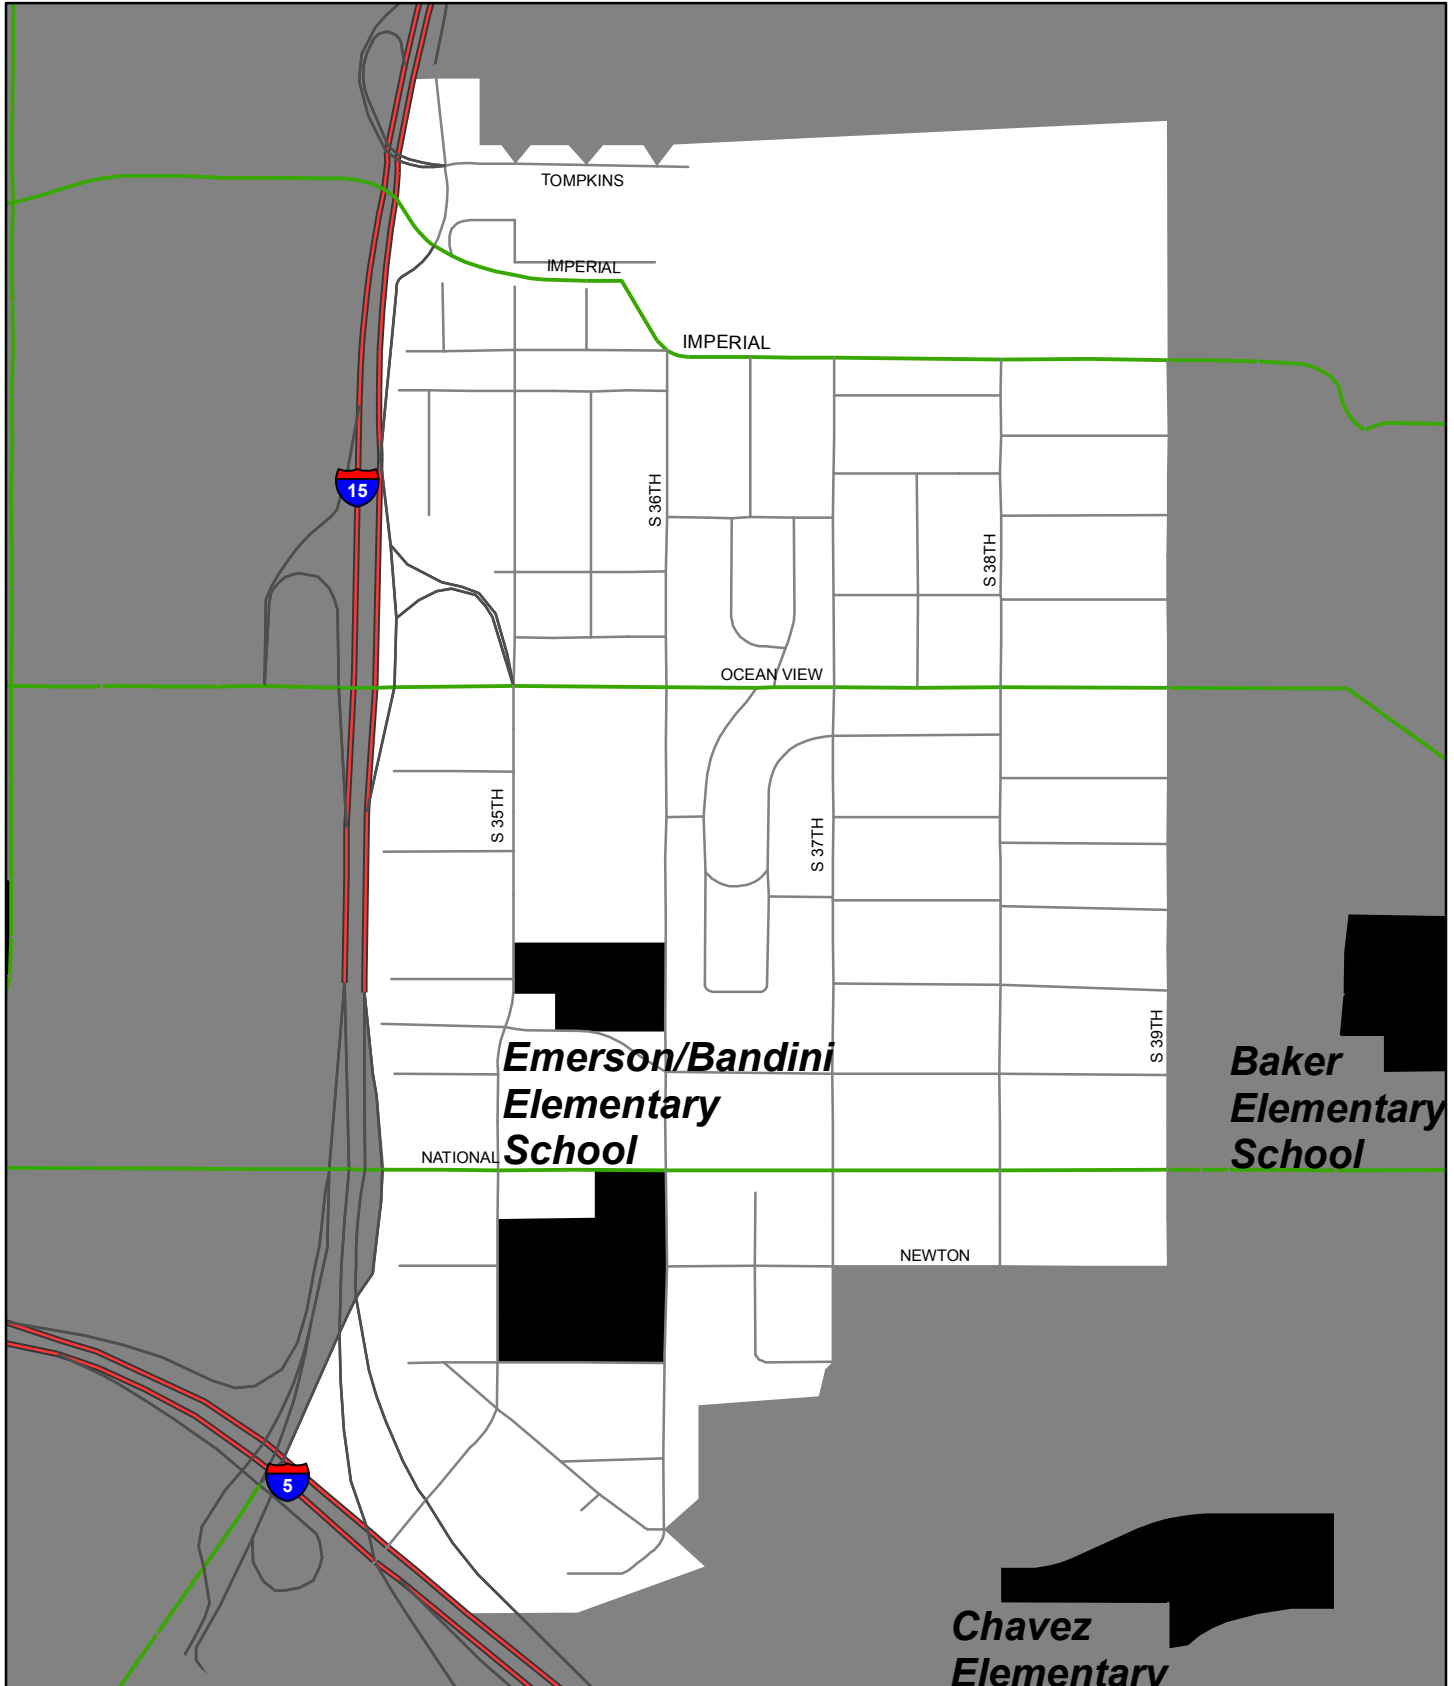 TOMPKINS
IMPERIAL
IMPERIAL
15
S 36TH
S 38TH
OCEAN VIEW
S 35TH
S 37TH
S 39TH
Emerson/Bandini
Elementary
School
Baker
Elementary
School
NATIONAL
NEWTON
5
Chavez
Elementary